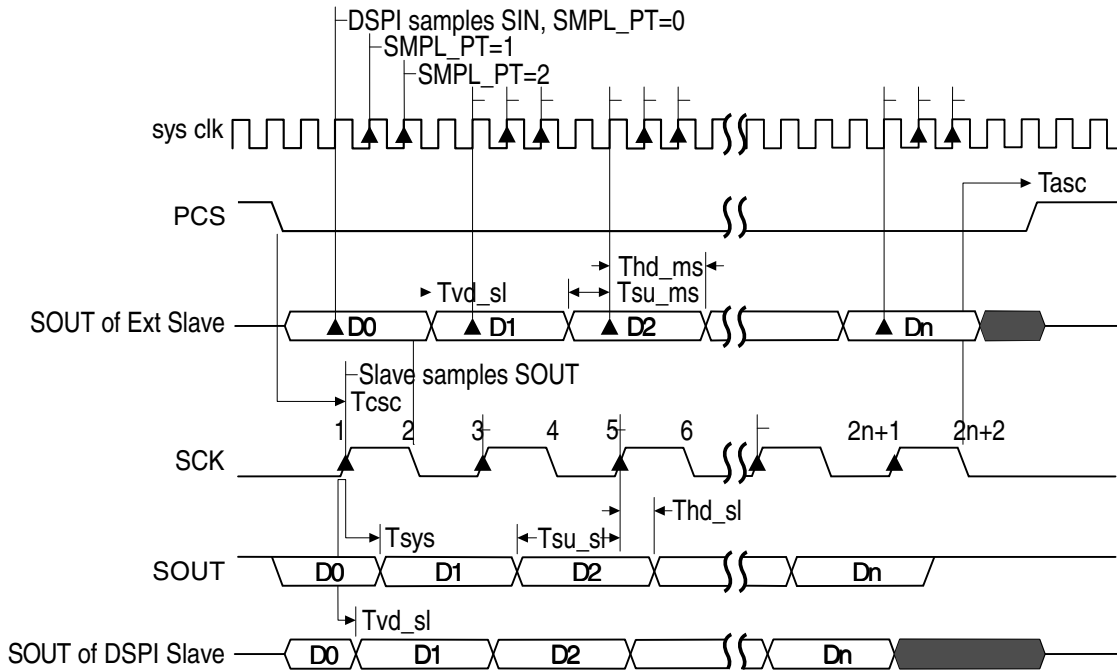 DSPI samples SIN, SMPL_PT=0
SMPL_PT=1
SMPL_PT=2
sys clk
Tasc
PCS
Thd_ms
Tvd_sl
Tsu_ms
SOUT of Ext Slave
D0
D1
D2
Dn
Slave samples SOUT
Tcsc
1
2
3
4
5
6
2n+1
2n+2
SCK
Thd_sl
Tsys
Tsu_sl
SOUT
D0
D1
D2
Dn
Tvd_sl
SOUT of DSPI Slave
D0
D1
D2
Dn